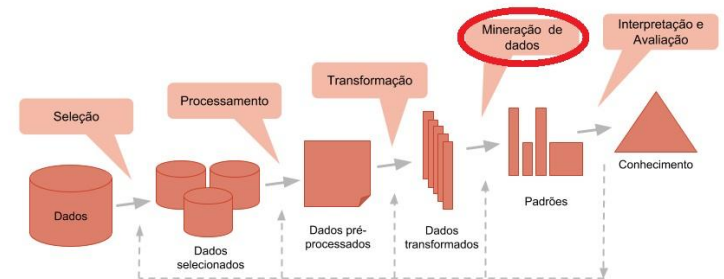 Seleção
Processamento
Transformação
Mineração de
dados
Interpretação e
Avaliação
Dados
Dados
selecionados
Dados pré-
processados
Dados
transformados
Padrões
Conhecimento